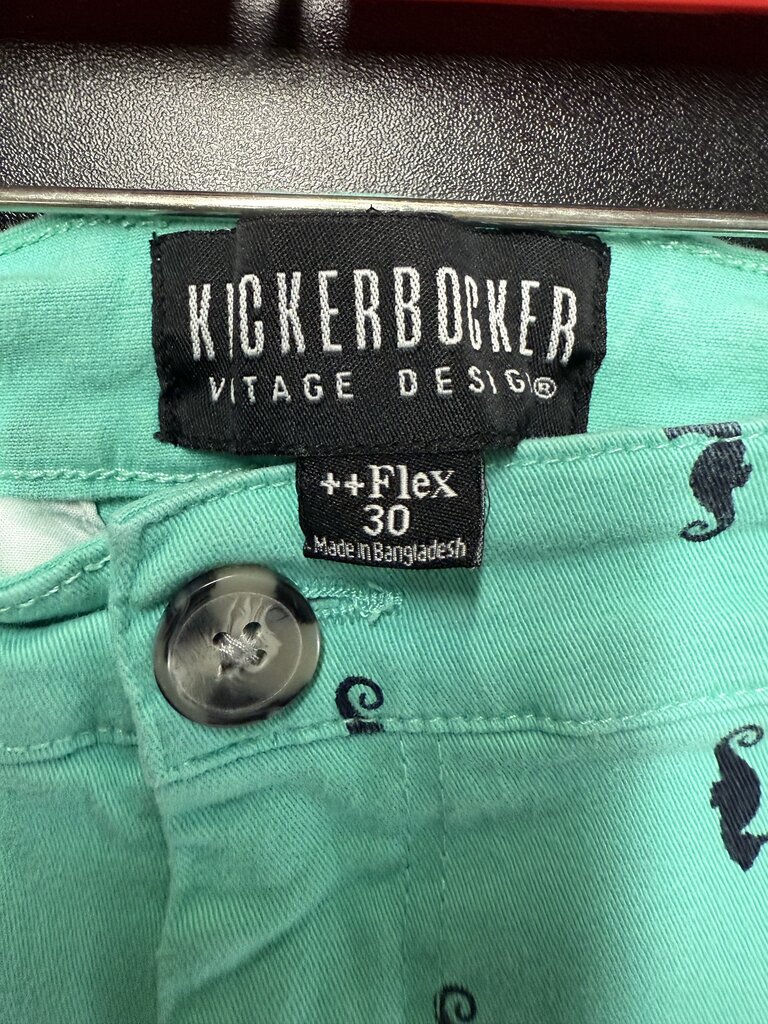 KICKERBOCKER
VITAGE DESIG®
++Flex
30
Made in Bangladesh